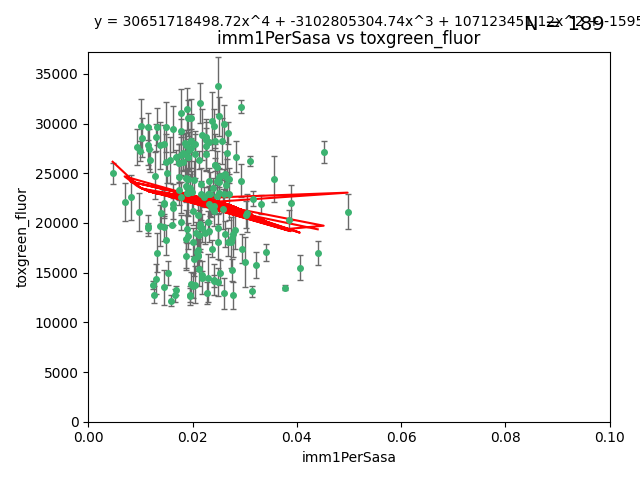 y = 30651718498.72x^4 + -3102805304.74x^3 +
N = 189
imm1PerSasa vs toxgreen_fluor
35000
30000
25000
20000
15000
10000
5000
0
toxgreen_fluor
0.00 0.02 0.04 0.06 0.08 0.10
imm1PerSasa